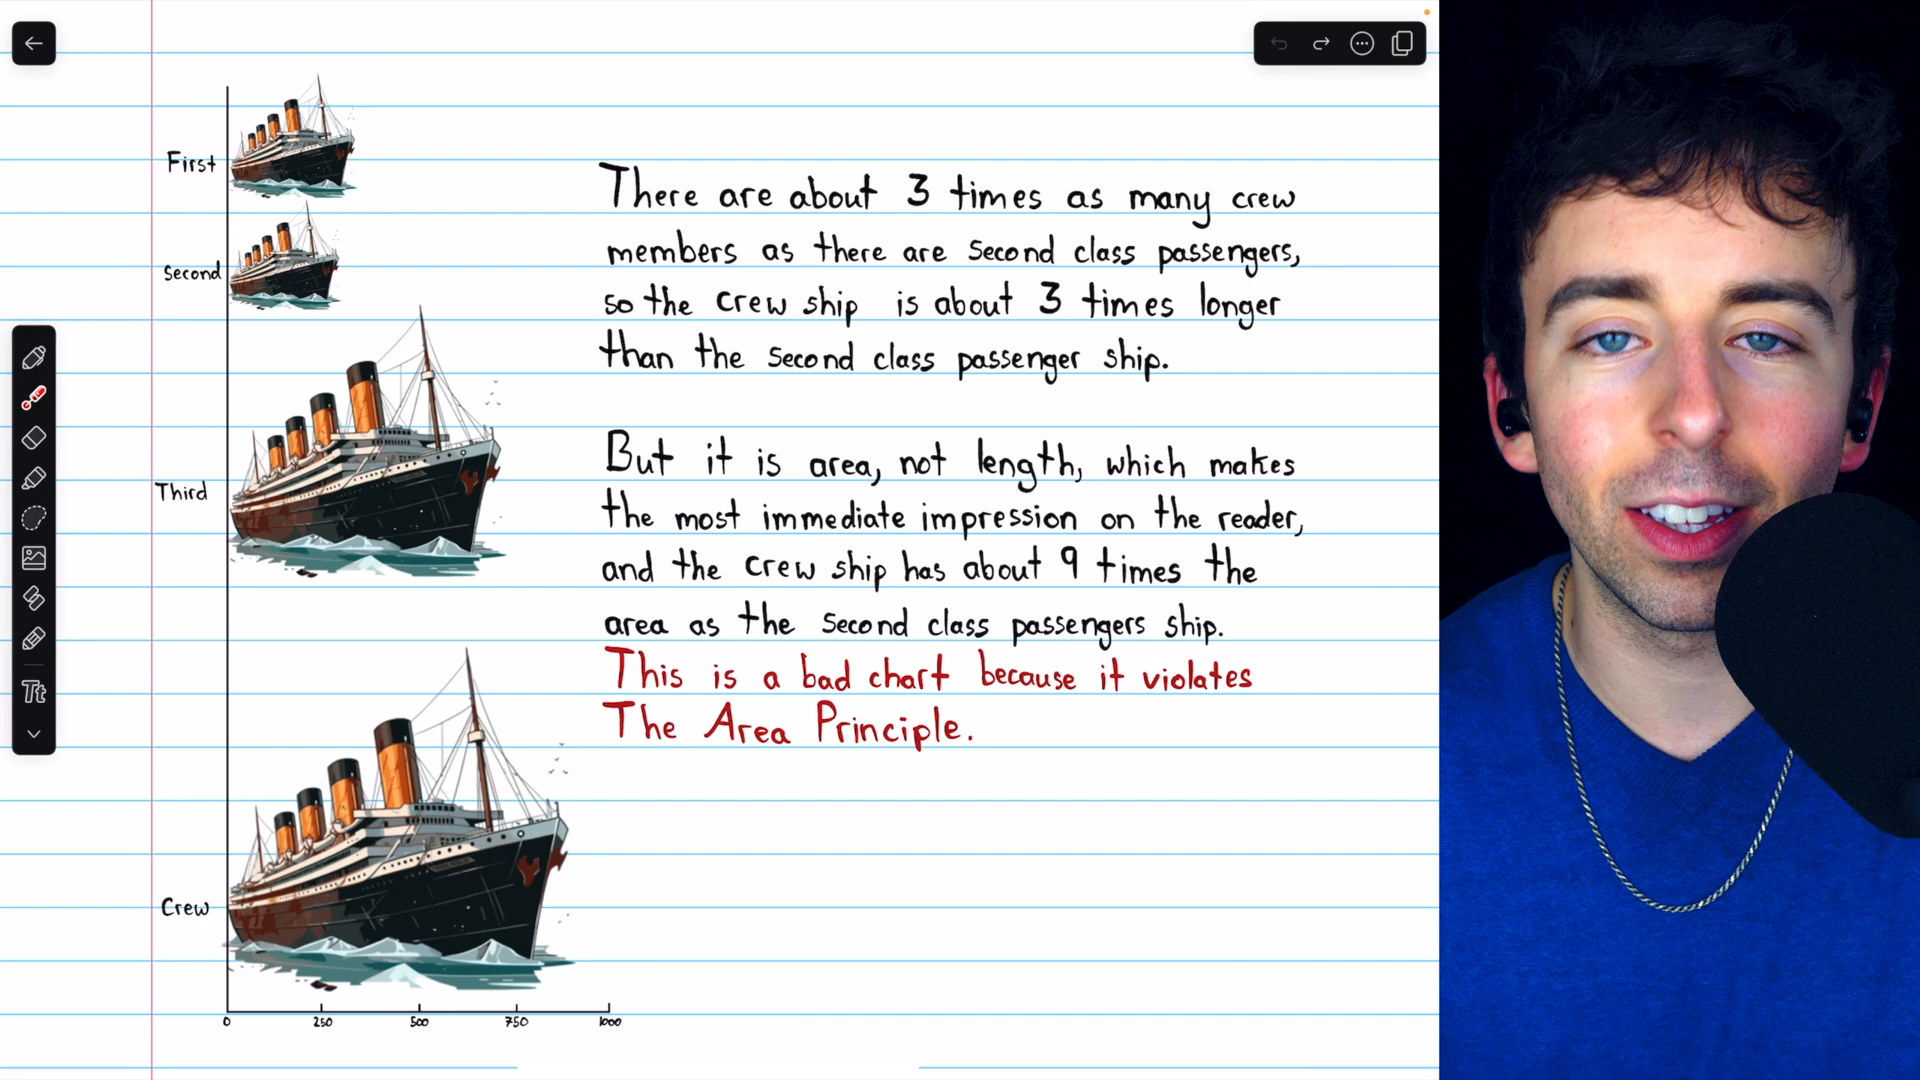 First
Second
Third
Crew
0 250 500 750 1000
There are about 3 times as many crew
members as there are second class passengers,
so the crew ship is about 3 times longer
than the second class passenger ship.
But it is area, not length, which makes
the most immediate impression on the reader,
and the crew ship has about 9 times the
area as the second class passengers ship.
This is a bad chart because it violates
The Area Principle.
Tt